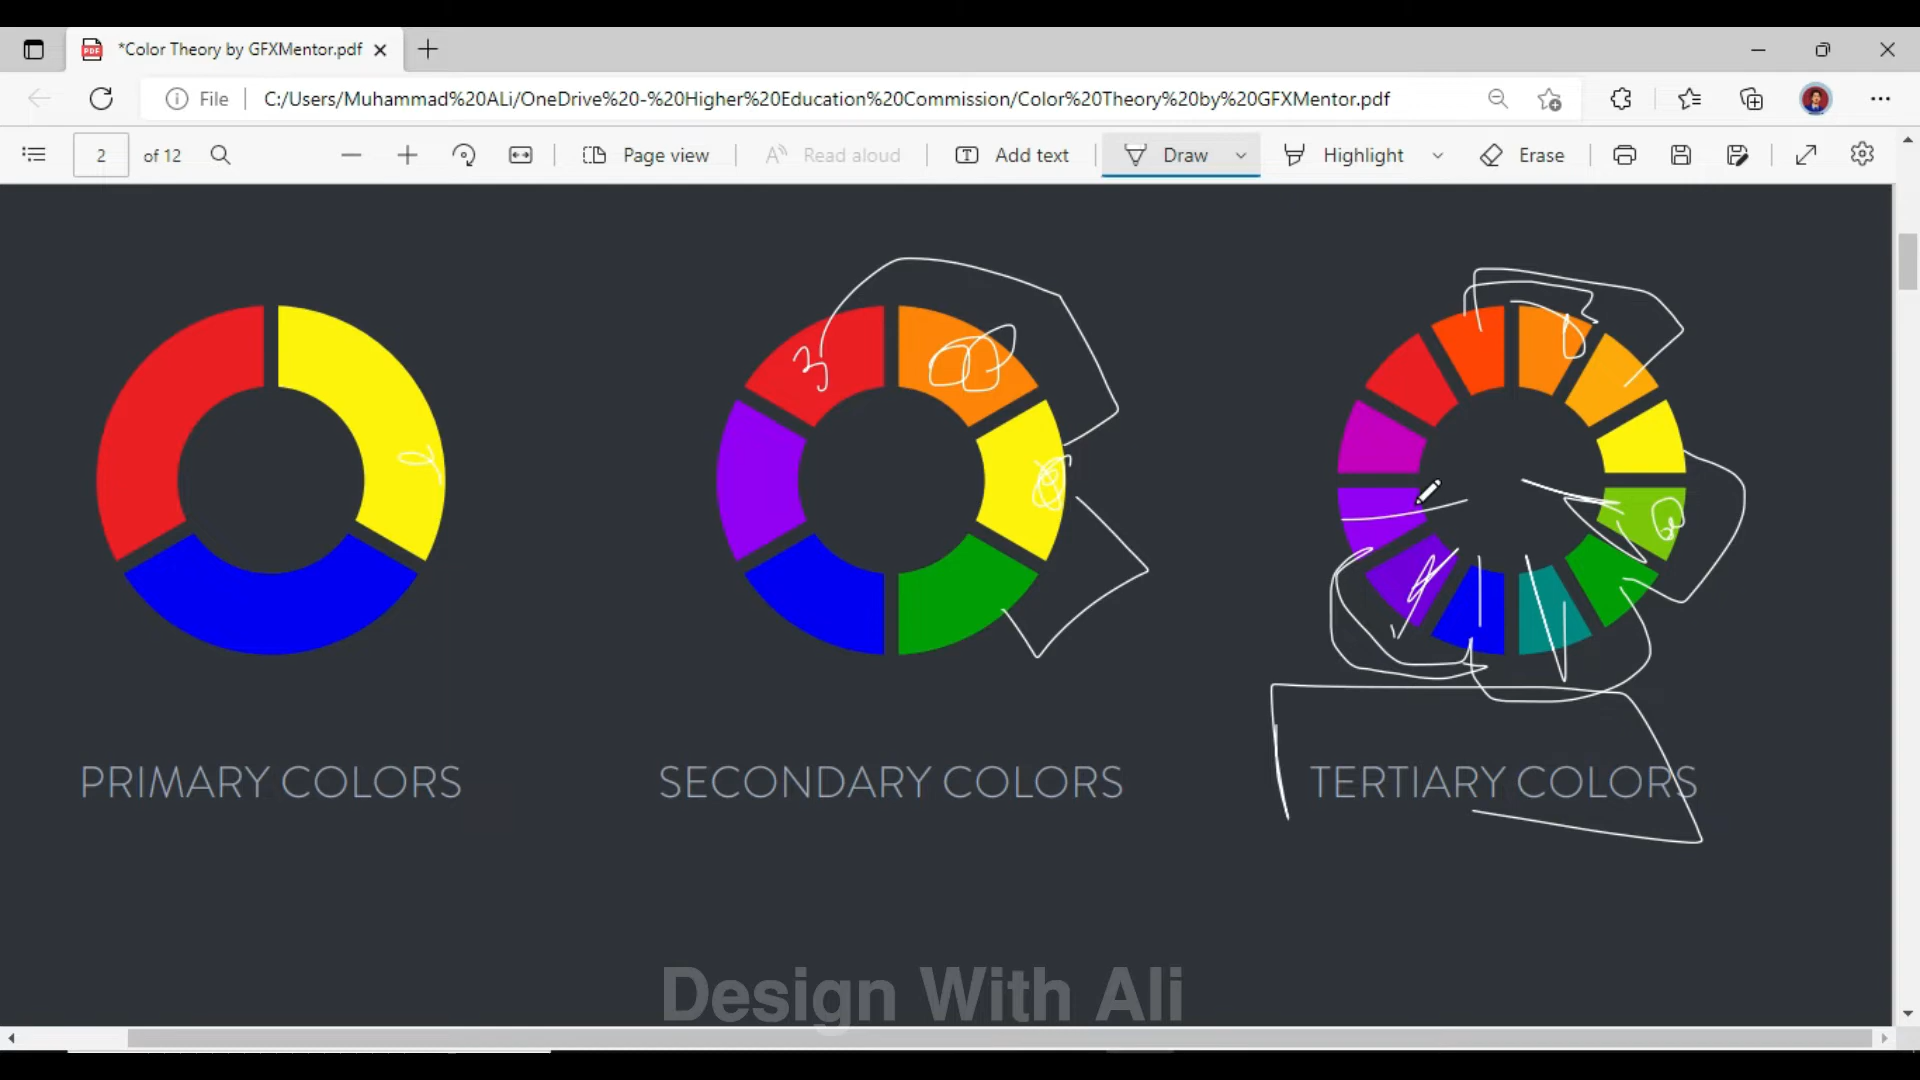 *Color Theory by GFXMentor.pdf
File
C:/Users/Muhammad%20ALi/OneDrive%20-%20Higher%20Education%20Commission/Color%20Theory%20by%20GFXMentor.pdf
2 of 12
Page view
Read aloud
Add text
Draw
Highlight
Erase
PRIMARY COLORS
SECONDARY COLORS
TERTIARY COLORS
Design With Ali